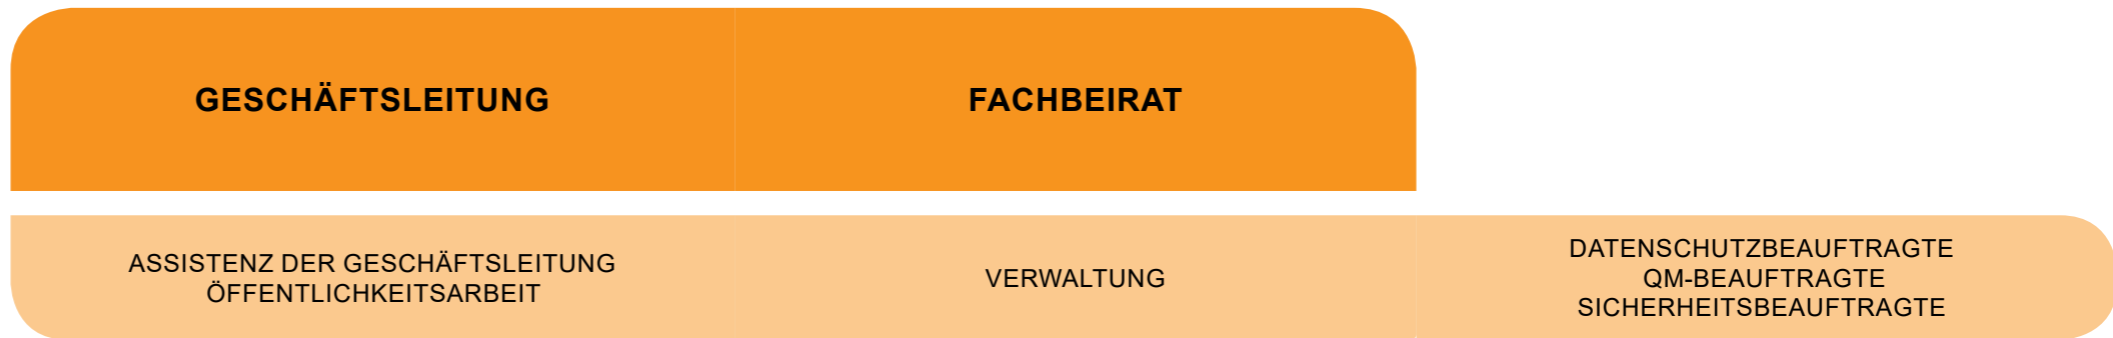 GESCHÄFTSLEITUNG
FACHBEIRAT
ASSISTENZ DER GESCHÄFTSLEITUNG
ÖFFENTLICHKEITSARBEIT
VERWALTUNG
DATENSCHUTZBEAUFTRAGTE
QM-BEAUFTRAGTE
SICHERHEITSBEAUFTRAGTE